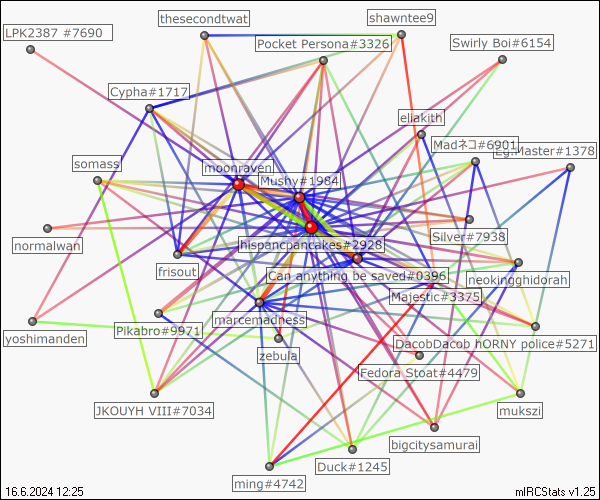 thesecondtwat
shawntee9
LPK2387 #7690
Pocket Persona#3326
Swirly Boi#6154
Cypha#1717
eliakith
Madネコ#6901
Lg.Master#1378
somass
moonraven
Mushy#1984
normalwan
hispancpancakes#2928
Silver#7938
frisout
Can anything be saved#0396
neokingghidorah
Majestic#3375
marcemadness
Pikabro#9971
yoshimanden
zebula
DacobDacob hORNY police#5271
Fedora Stoat#4479
JKOUYH VIII#7034
mukszi
bigcitysamurai
Duck#1245
ming#4742
16.6.2024 12:25
mIRCStats v1.25